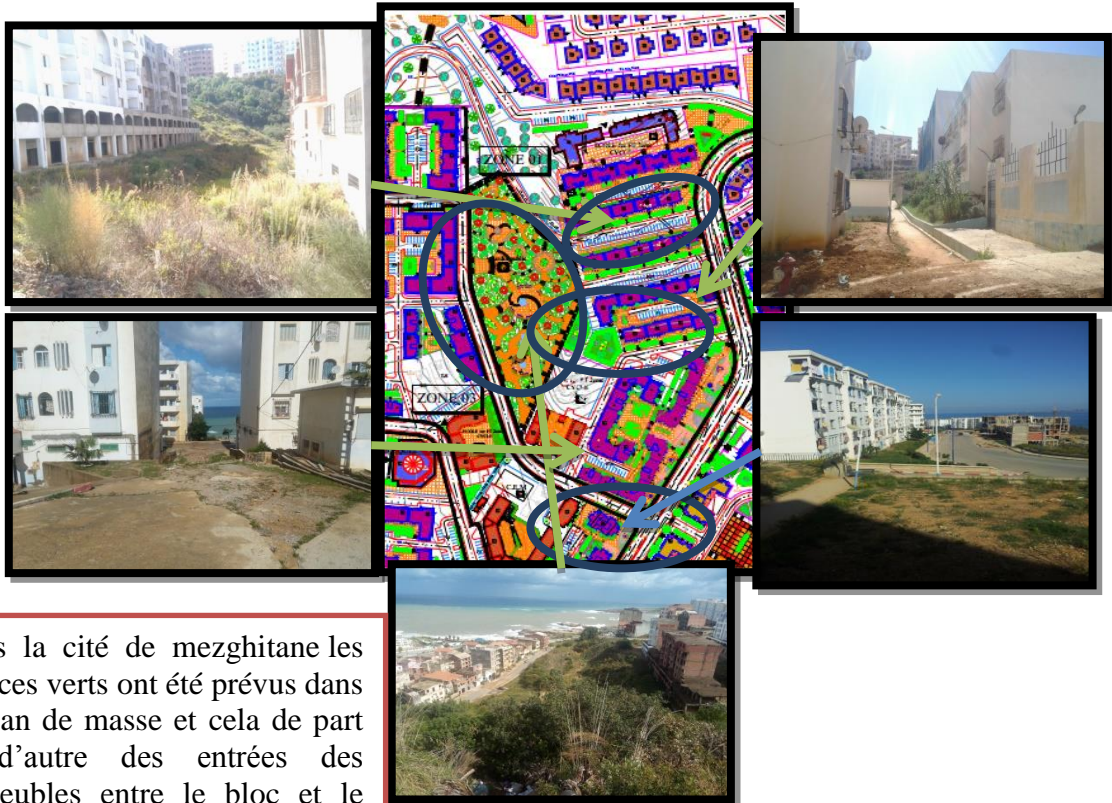 ZONE 01
ZONE 03
C.E.M
s la cité de mezghitane les
ces verts ont été prévus dans
an de masse et cela de part
d’autre des entrées des
eubles entre le bloc et le